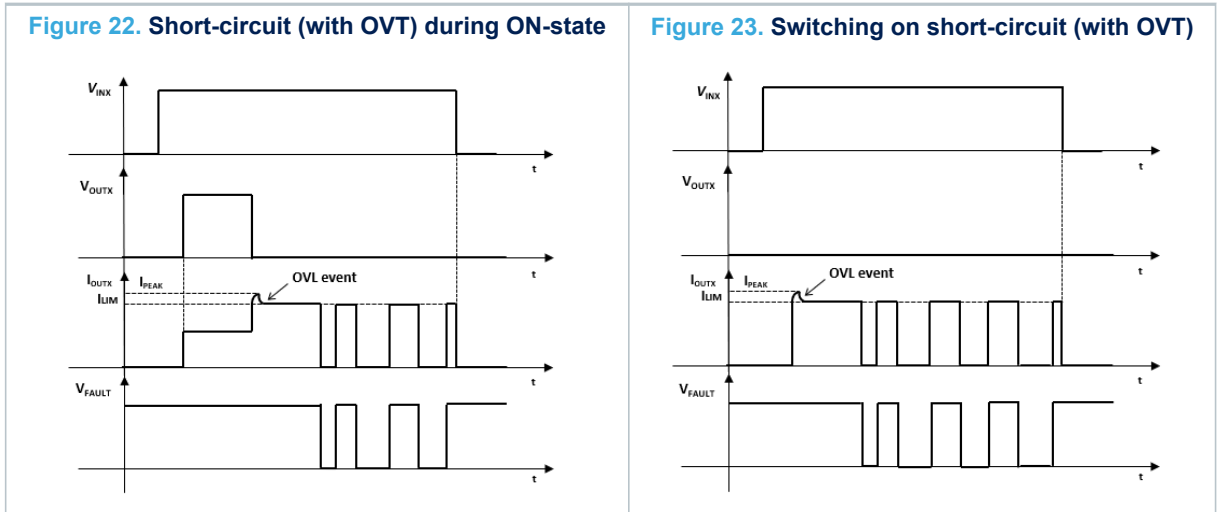 Figure 22. Short-circuit (with OVT) during ON-state
VINX
t
VOUTX
t
IOUTX
IPEAK
ILIM
OVL event
t
VFAULT
t
Figure 23. Switching on short-circuit (with OVT)
VINX
t
VOUTX
t
IOUTX
IPEAK
ILIM
OVL event
t
VFAULT
t